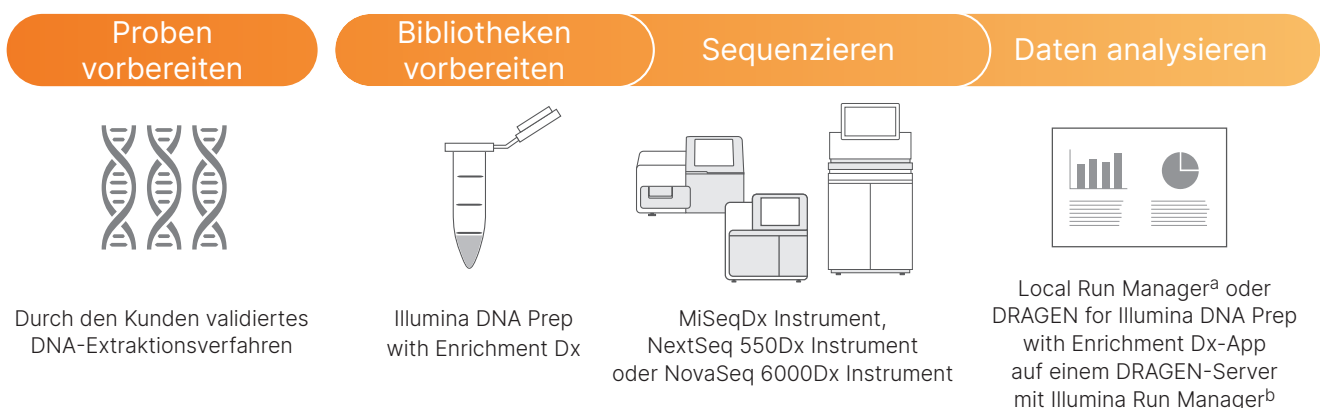 Proben
vorbereiten
Bibliotheken
vorbereiten
Sequenzieren
Daten analysieren
Durch den Kunden validiertes
DNA-Extraktionsverfahren
Illumina DNA Prep
with Enrichment Dx
MiSeqDx Instrument,
NextSeq 550Dx Instrument
oder NovaSeq 6000Dx Instrument
Local Run Managerᵃ oder
DRAGEN for Illumina DNA Prep
with Enrichment Dx-App
auf einem DRAGEN-Server
mit Illumina Run Managerᵇ